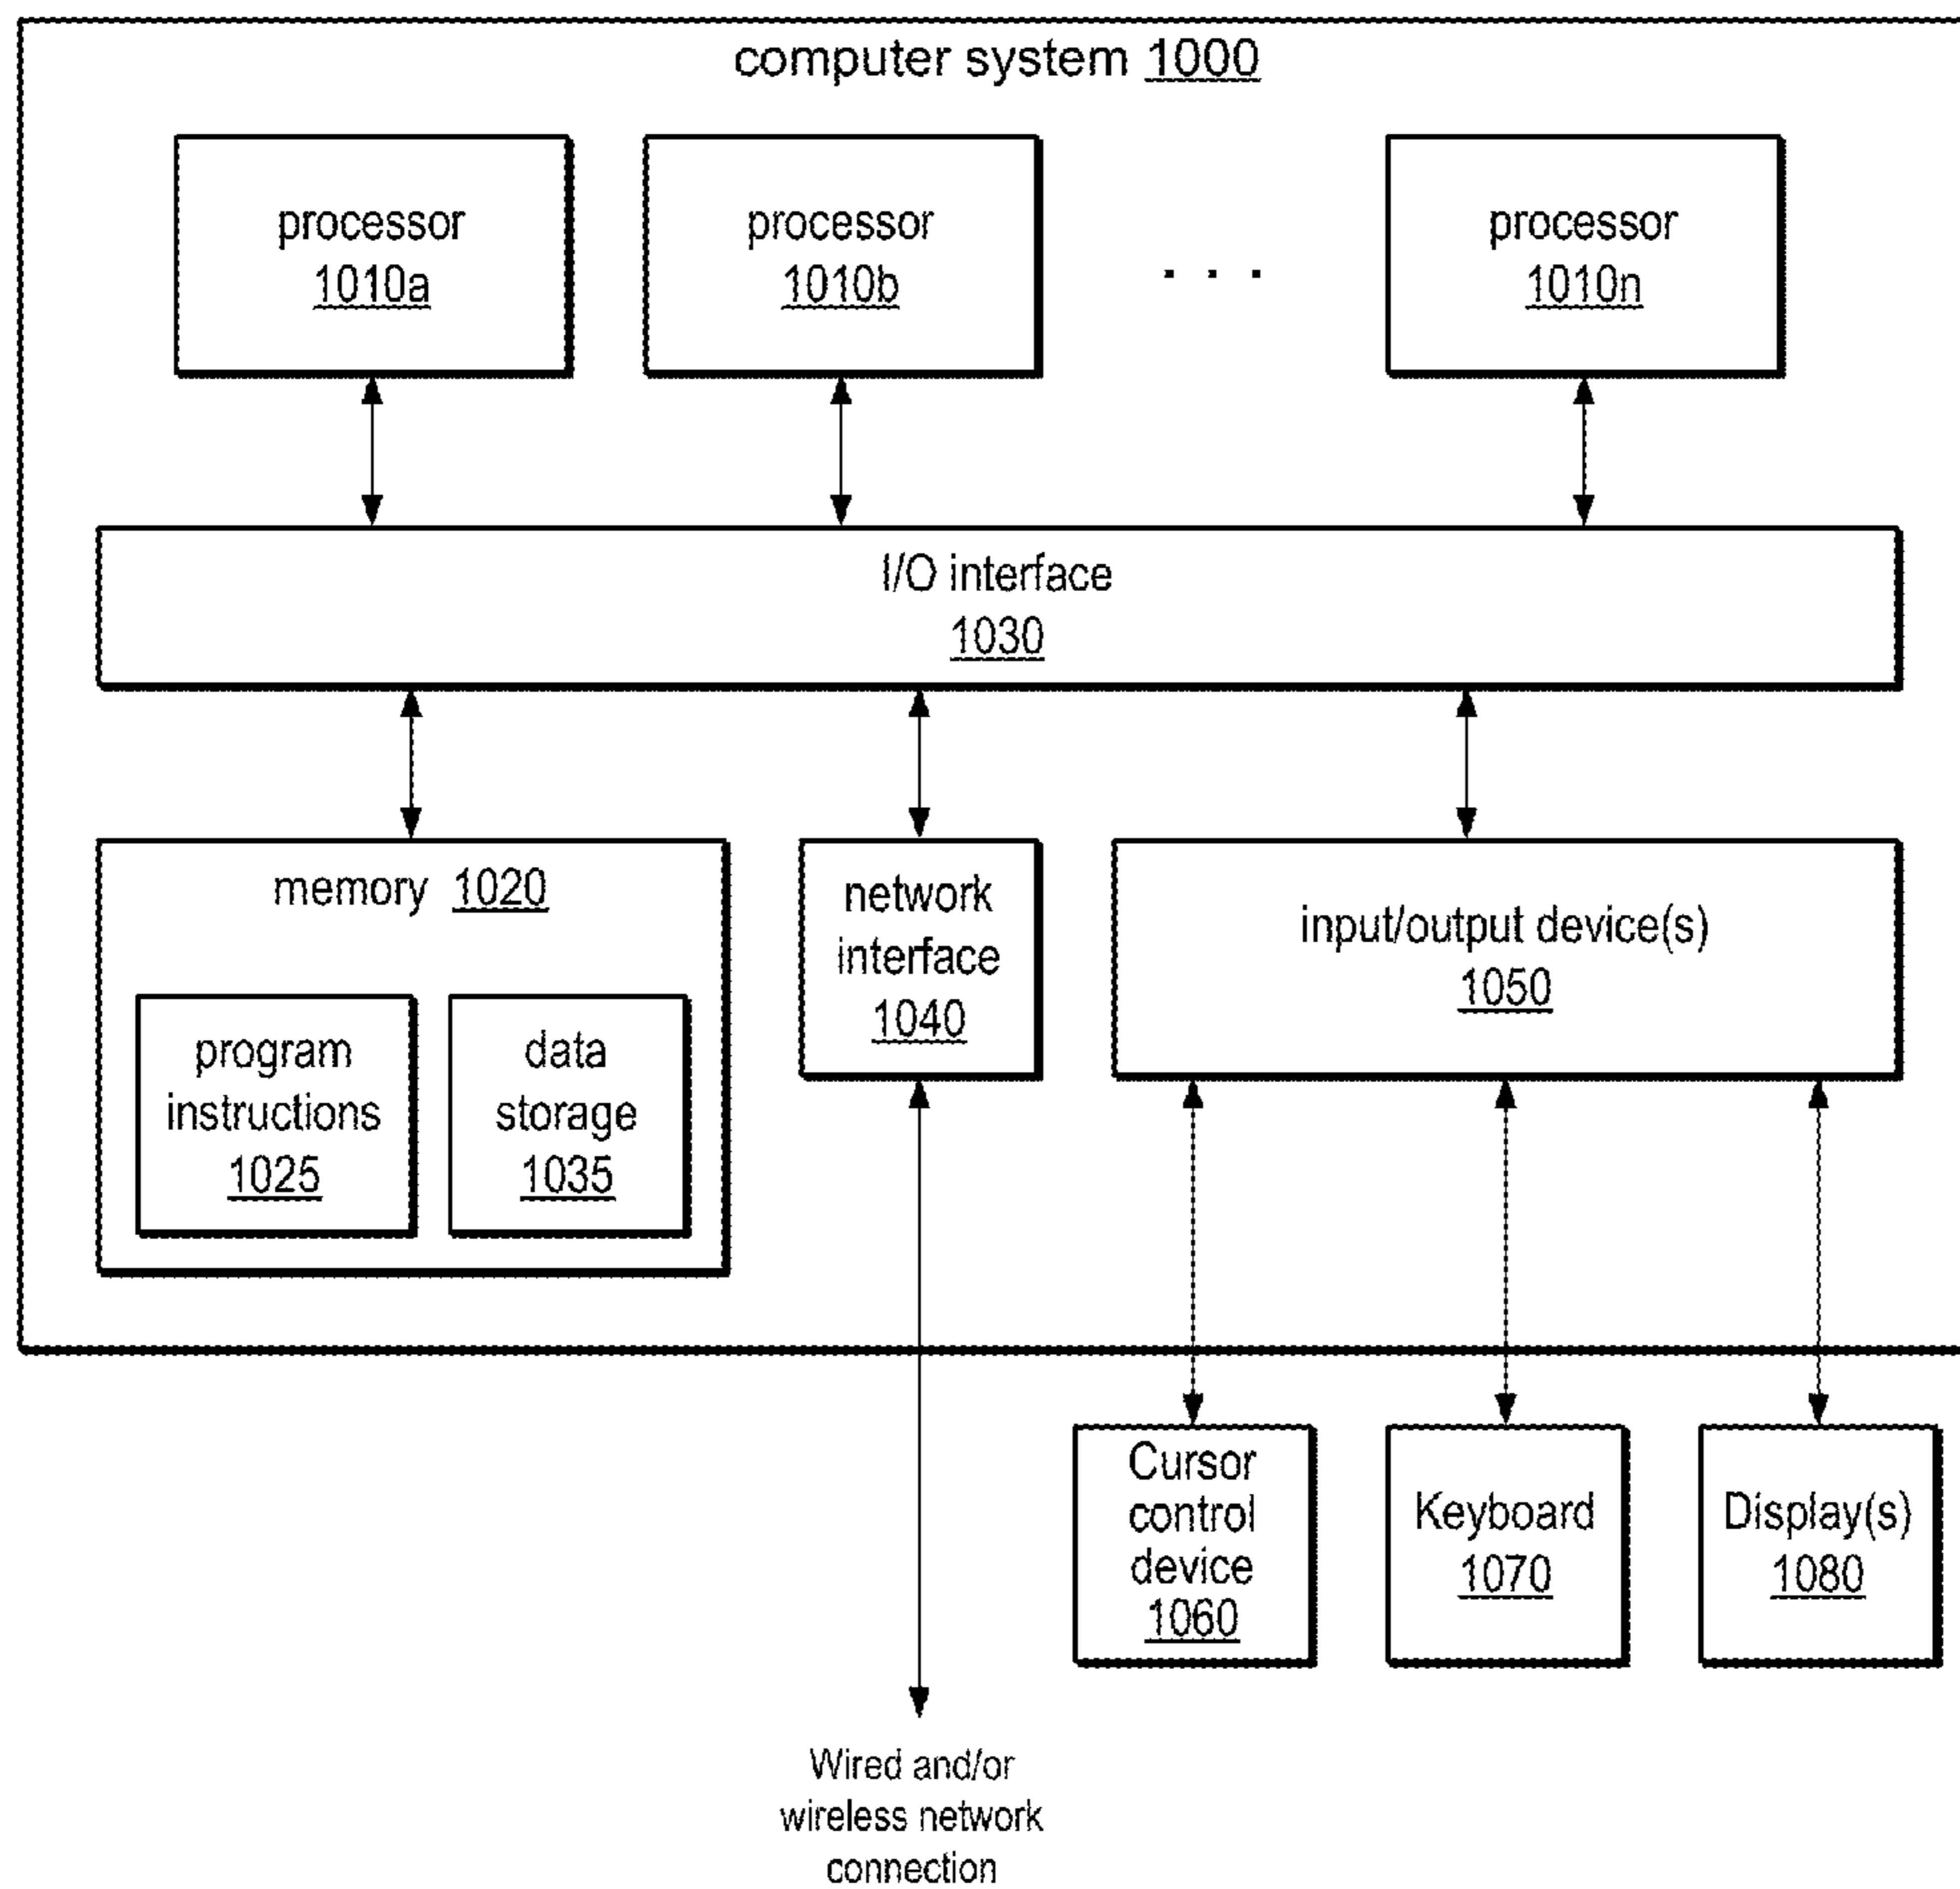 computer system 1000
processor
1010a
processor
1010b
. . .
processor
1010n
I/O interface
1030
memory 1020
program
instructions
1025
data
storage
1035
network
interface
1040
input/output device(s)
1050
Cursor
control
device
1060
Keyboard
1070
Display(s)
1080
Wired and/or
wireless network
connection